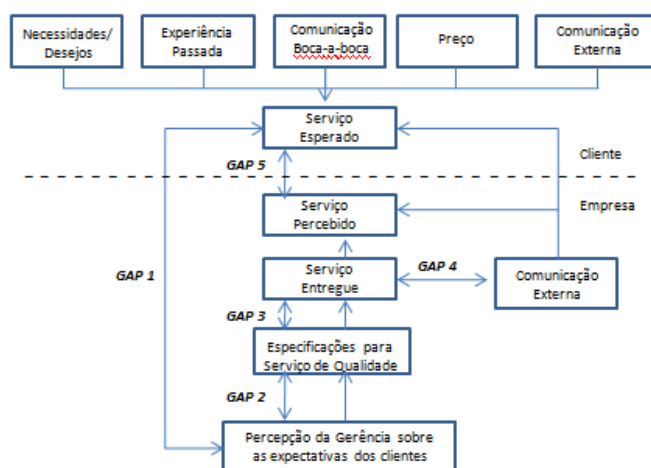 Necessidades/
Desejos
Experiência
Passada
Comunicação
Boca-a-boca
Preço
Comunicação
Externa
Serviço
Esperado
GAP 5
Cliente
Empresa
Serviço
Percebido
GAP 1
Serviço
Entregue
GAP 4
Comunicação
Externa
GAP 3
Especificações para
Serviço de Qualidade
GAP 2
Percepção da Gerência sobre
as expectativas dos clientes